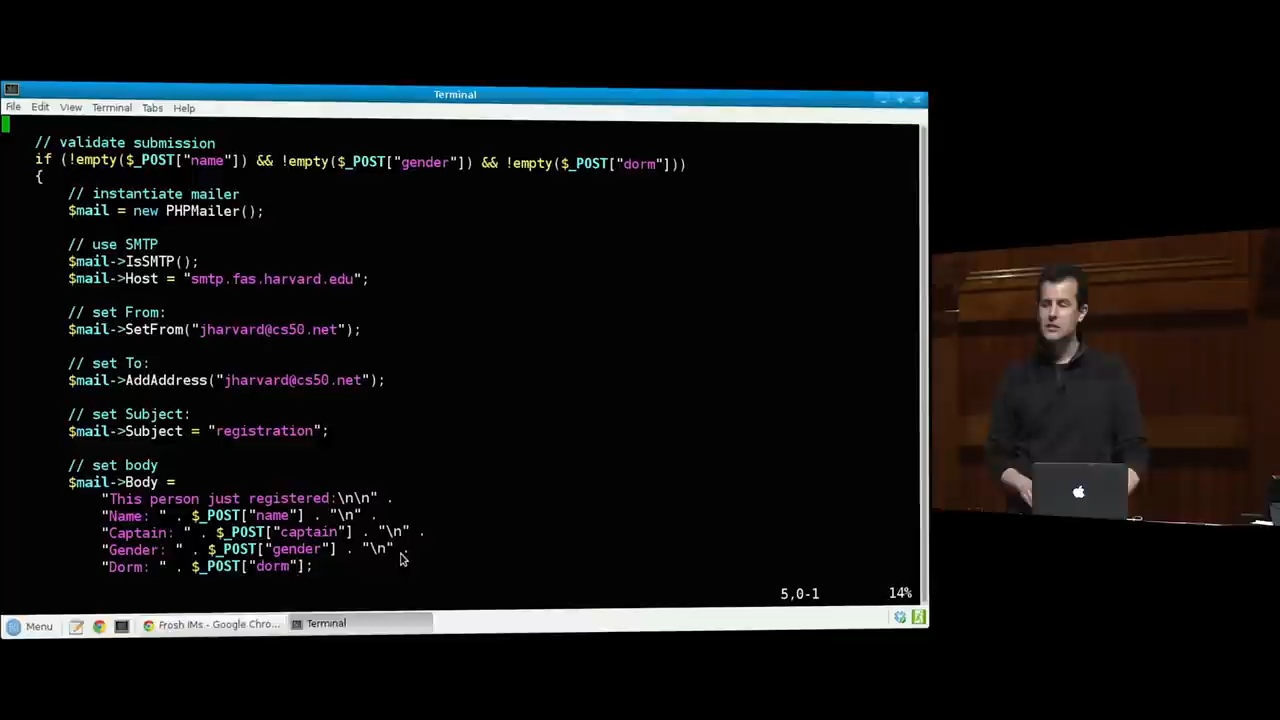 Terminal
File Edit View Terminal Tabs Help
// validate submission
if (!empty($_POST["name"]) && !empty($_POST["gender"]) && !empty($_POST["dorm"]))
{
// instantiate mailer
$mail = new PHPMailer();
// use SMTP
$mail->IsSMTP();
$mail->Host = "smtp.fas.harvard.edu";
// set From:
$mail->SetFrom("jharvard@cs50.net");
// set To:
$mail->AddAddress("jharvard@cs50.net");
// set Subject:
$mail->Subject = "registration";
// set body
$mail->Body =
"This person just registered:\n\n" .
"Name: " . $_POST["name"] . "\n" .
"Captain: " . $_POST["captain"] . "\n" .
"Gender: " . $_POST["gender"] . "\n" .
"Dorm: " . $_POST["dorm"];
5,0-1 14%
Menu Frosh IMs - Google Chro... Terminal